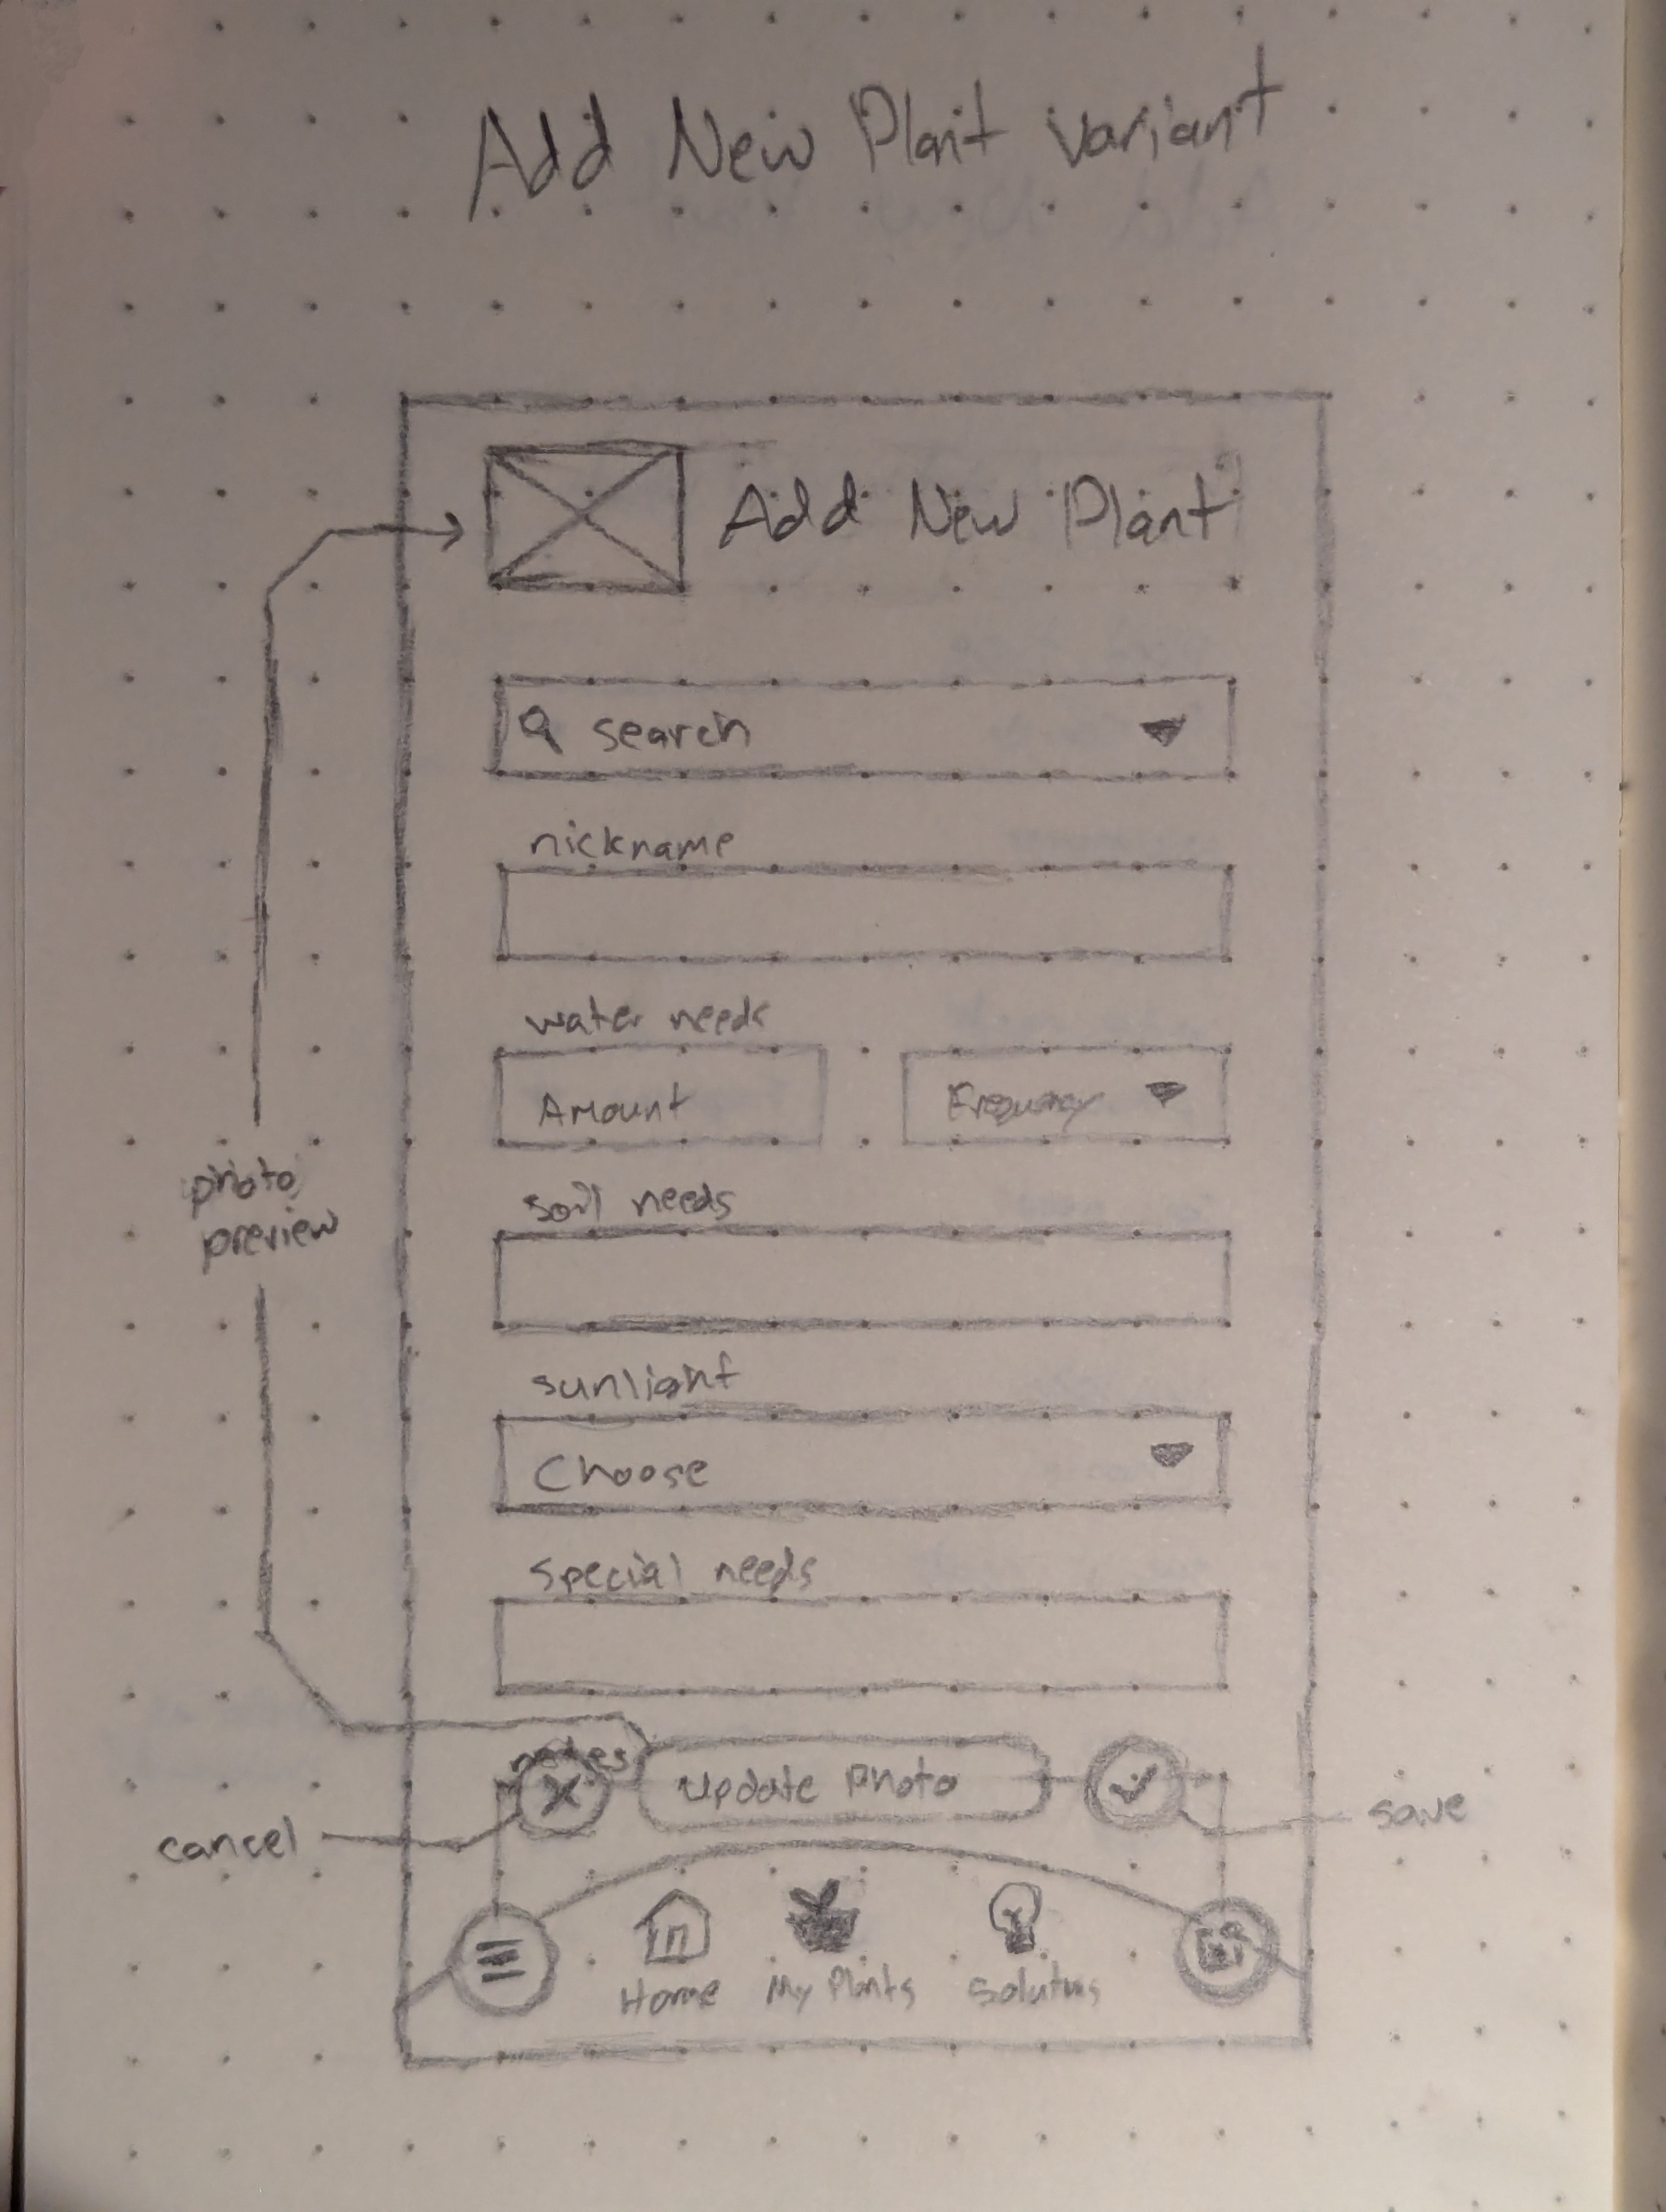 Add New Plant Variant
Add New Plant
search
nickname
water needs
Amount
Frequency
photo
preview
soil needs
sunlight
Choose
special needs
notes
Update Photo
cancel
save
Home
My Plants